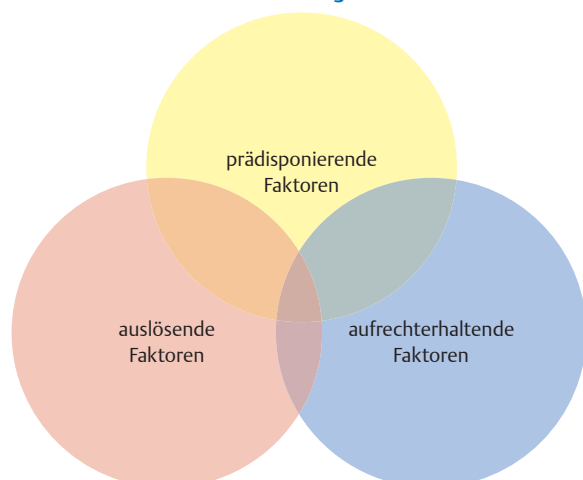 prädisponierende
Faktoren
auslösende
Faktoren
aufrechterhaltende
Faktoren